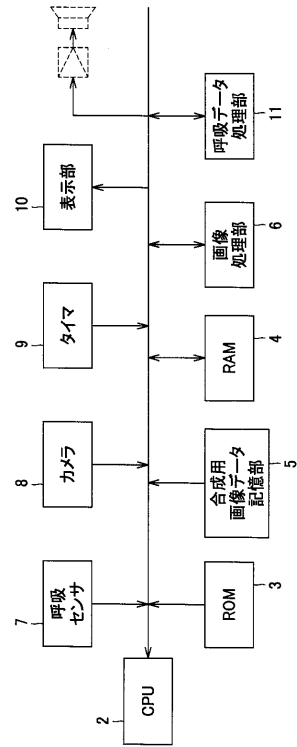 7
呼吸
センサ
8
カメラ
9
タイマ
10
表示部
2
CPU
ROM
3
合成用
画像データ
記憶部
5
RAM
4
画像
処理部
6
呼吸データ
処理部
11